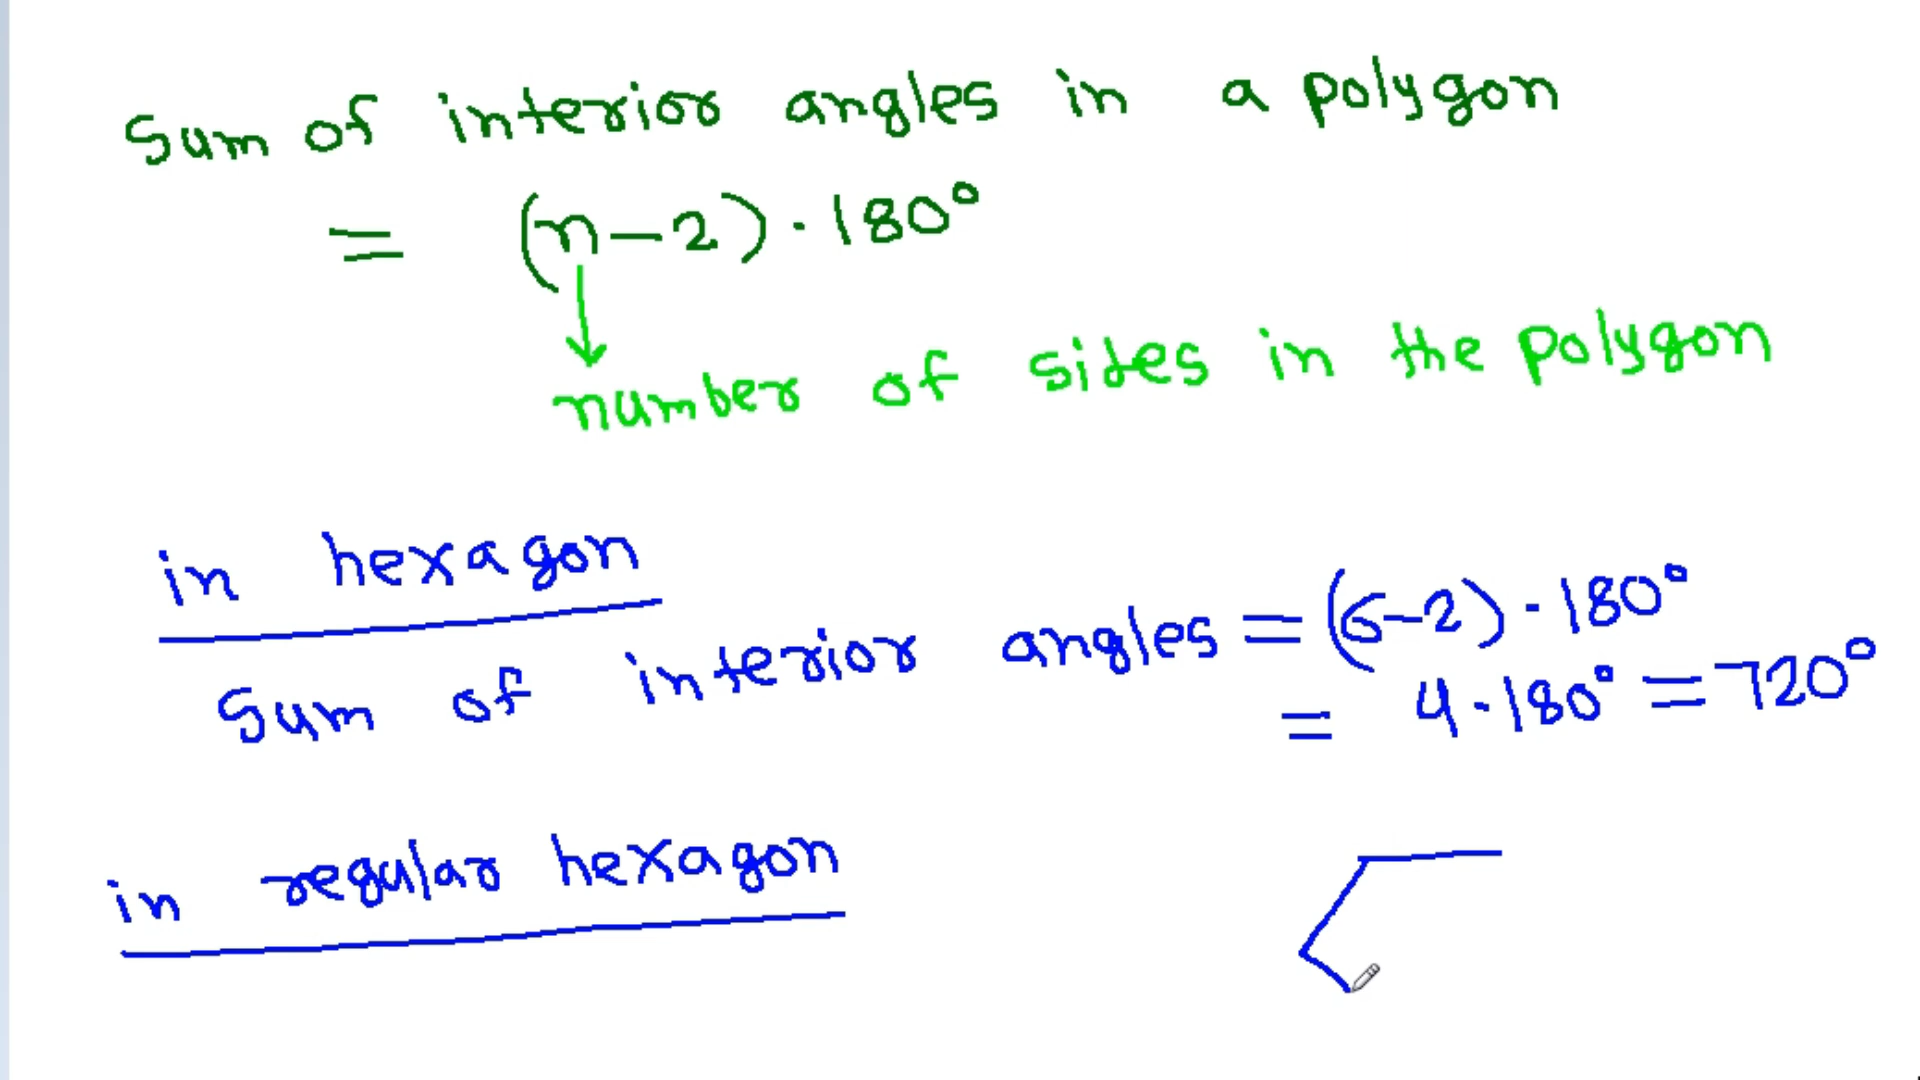 Sum of interior angles in a polygon
= (n-2)·180°
number of sides in the polygon
in hexagon
Sum of interior angles = (6-2)·180°
= 4·180° = 720°
in regular hexagon